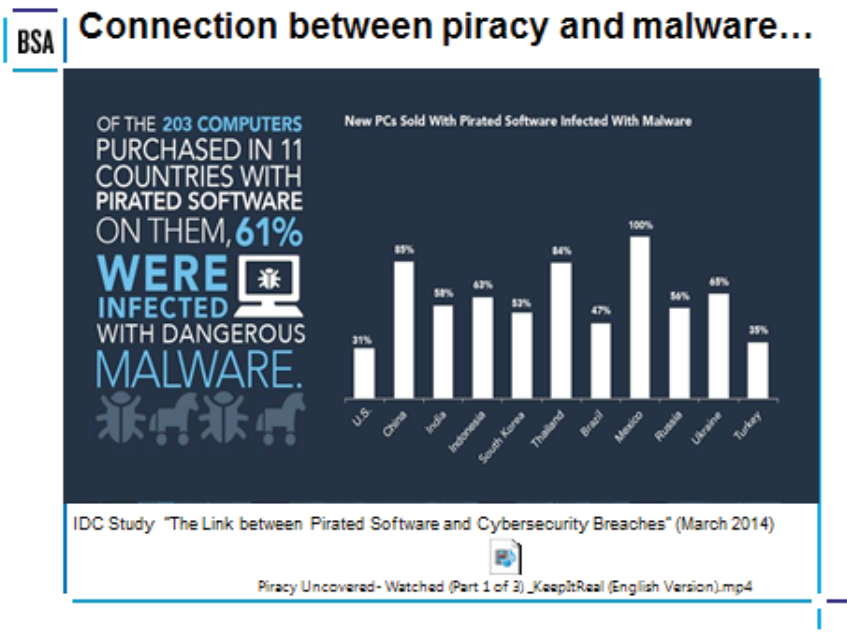 BSA
Connection between piracy and malware...
OF THE 203 COMPUTERS
PURCHASED IN 11
COUNTRIES WITH
PIRATED SOFTWARE
ON THEM, 61%
WERE
INFECTED
WITH DANGEROUS
MALWARE.
New PCs Sold With Pirated Software Infected With Malware
31%
85%
58%
63%
53%
84%
47%
100%
56%
65%
35%
U.S.
China
India
Indonesia
South Korea
Thailand
Brazil
Mexico
Russia
Ukraine
Turkey
IDC Study "The Link between Pirated Software and Cybersecurity Breaches" (March 2014)
Piracy Uncovered- Watched (Part 1 of 3)_KeepItReal (English Version).mp4